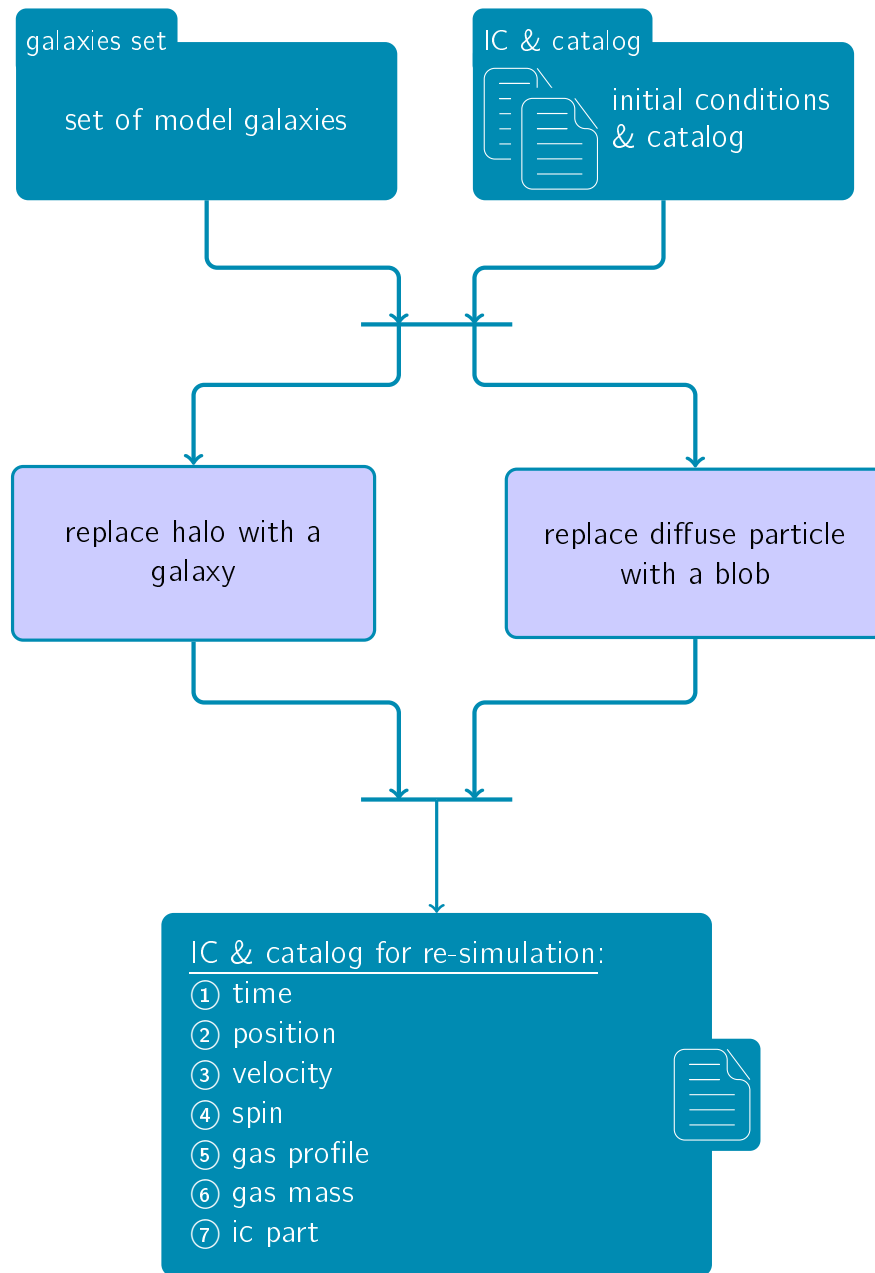 galaxies set
set of model galaxies
IC & catalog
initial conditions
& catalog
replace halo with a
galaxy
replace diffuse particle
with a blob
IC & catalog for re-simulation:
1 time
2 position
3 velocity
4 spin
5 gas profile
6 gas mass
7 ic part